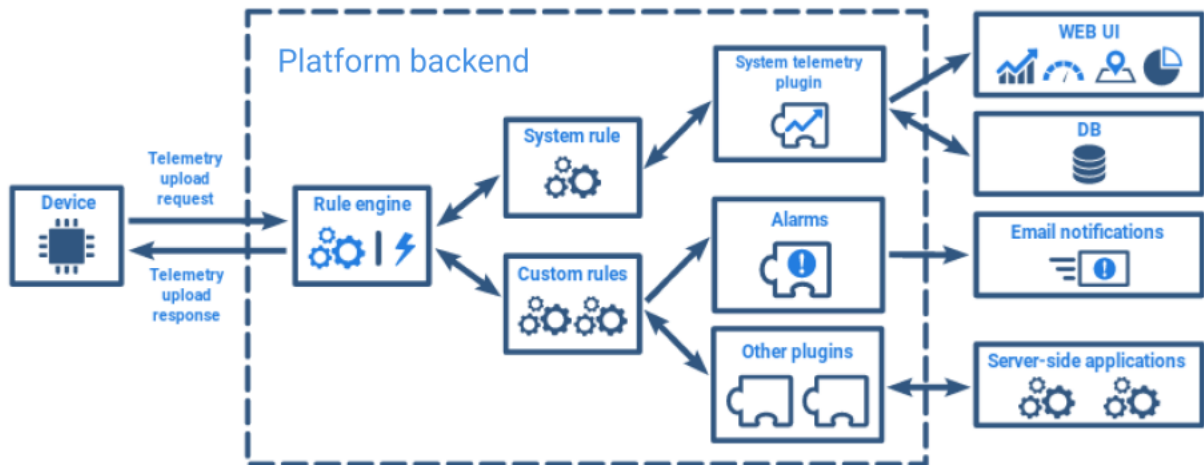 Platform backend
Device
Telemetry
upload
request
Telemetry
upload
response
Rule engine
System rule
Custom rules
System telemetry
plugin
Alarms
Other plugins
WEB UI
DB
Email notifications
Server-side applications